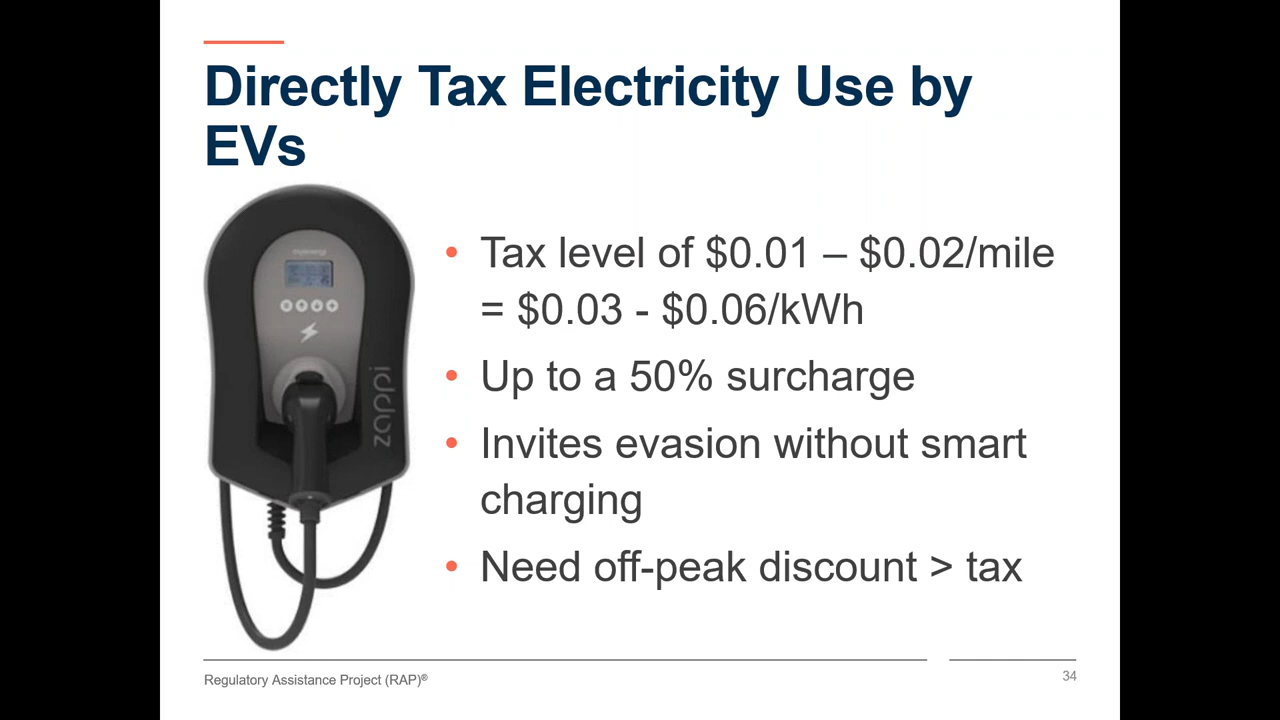 Directly Tax Electricity Use by
EVs
zappi
• Tax level of $0.01 – $0.02/mile
= $0.03 - $0.06/kWh
• Up to a 50% surcharge
• Invites evasion without smart
charging
• Need off-peak discount > tax
Regulatory Assistance Project (RAP)®
34